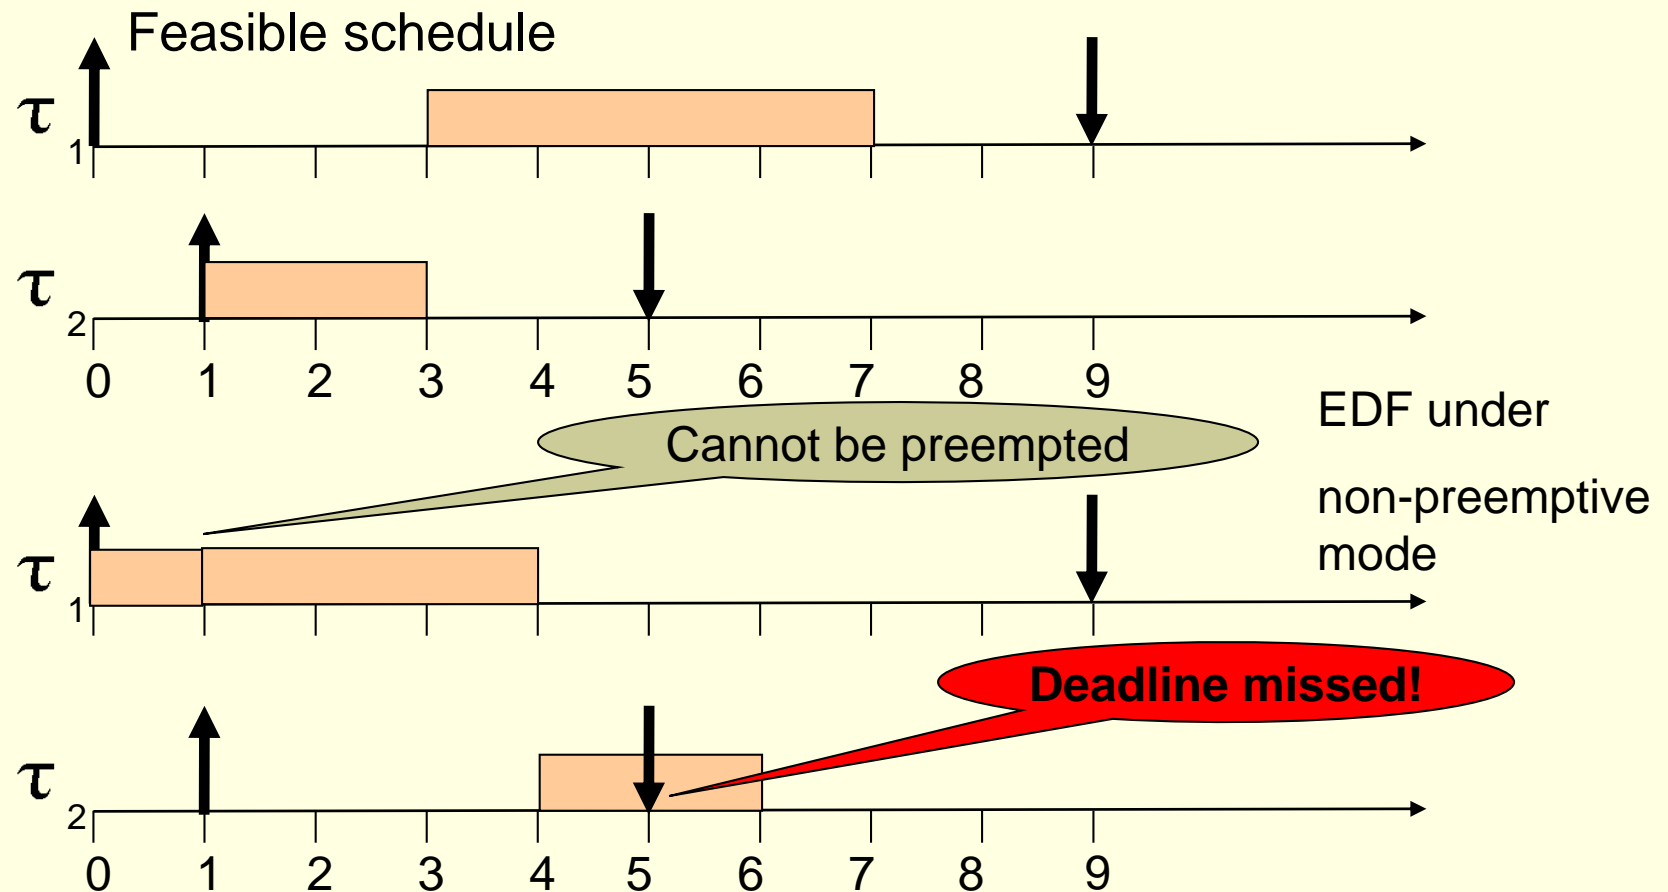 Feasible schedule
τ1
τ2
0 1 2 3 4 5 6 7 8 9
EDF under
non-preemptive
mode
Cannot be preempted
τ1
Deadline missed!
τ2
0 1 2 3 4 5 6 7 8 9